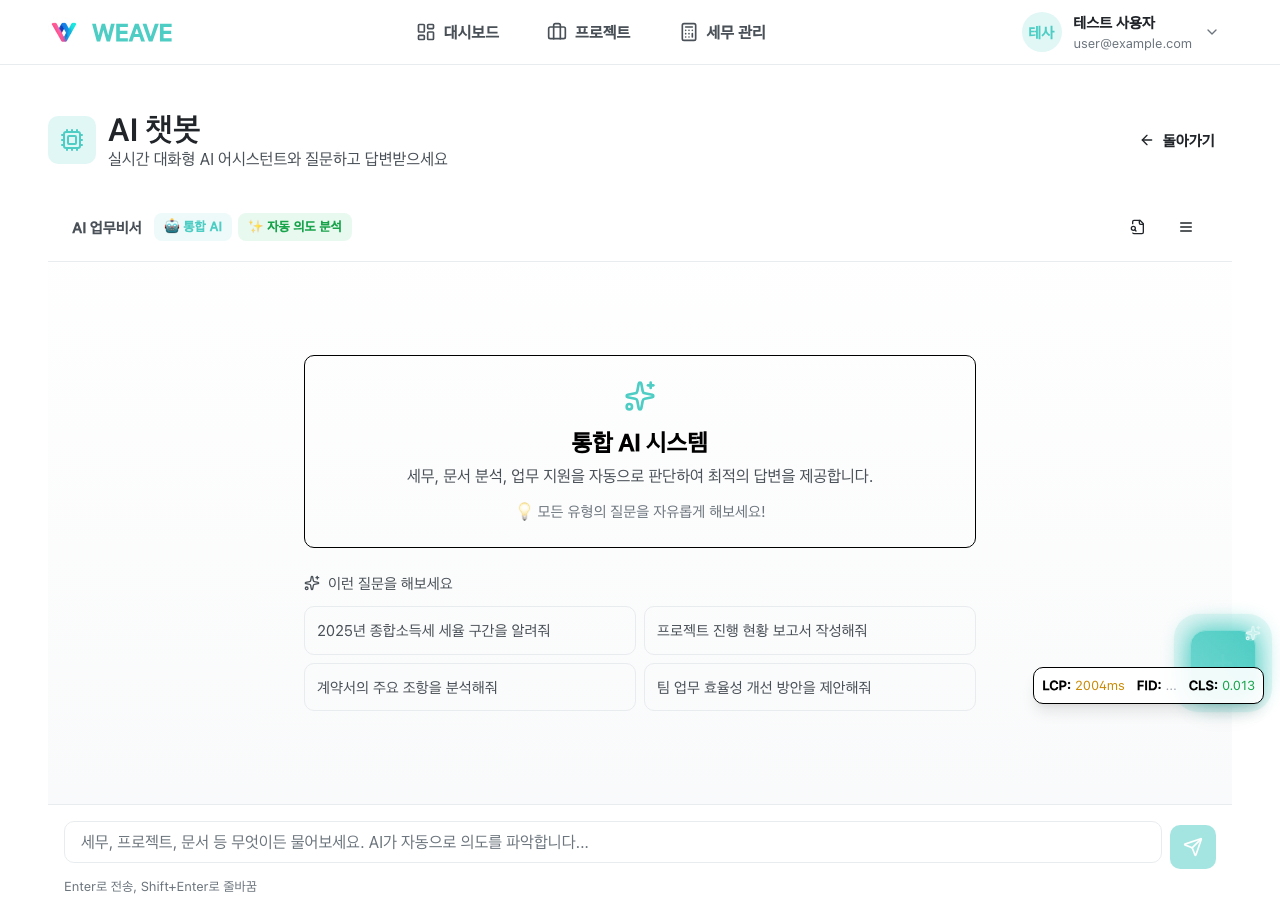 WEAVE
대시보드
프로젝트
세무 관리
테사
테스트 사용자
user@example.com
AI 챗봇
실시간 대화형 AI 어시스턴트와 질문하고 답변받으세요
돌아가기
AI 업무비서
🤖 통합 AI
✨ 자동 의도 분석
통합 AI 시스템
세무, 문서 분석, 업무 지원을 자동으로 판단하여 최적의 답변을 제공합니다.
💡 모든 유형의 질문을 자유롭게 해보세요!
이런 질문을 해보세요
2025년 종합소득세 세율 구간을 알려줘
프로젝트 진행 현황 보고서 작성해줘
계약서의 주요 조항을 분석해줘
팀 업무 효율성 개선 방안을 제안해줘
LCP: 2004ms FID: ... CLS: 0.013
세무, 프로젝트, 문서 등 무엇이든 물어보세요. AI가 자동으로 의도를 파악합니다...
Enter로 전송, Shift+Enter로 줄바꿈